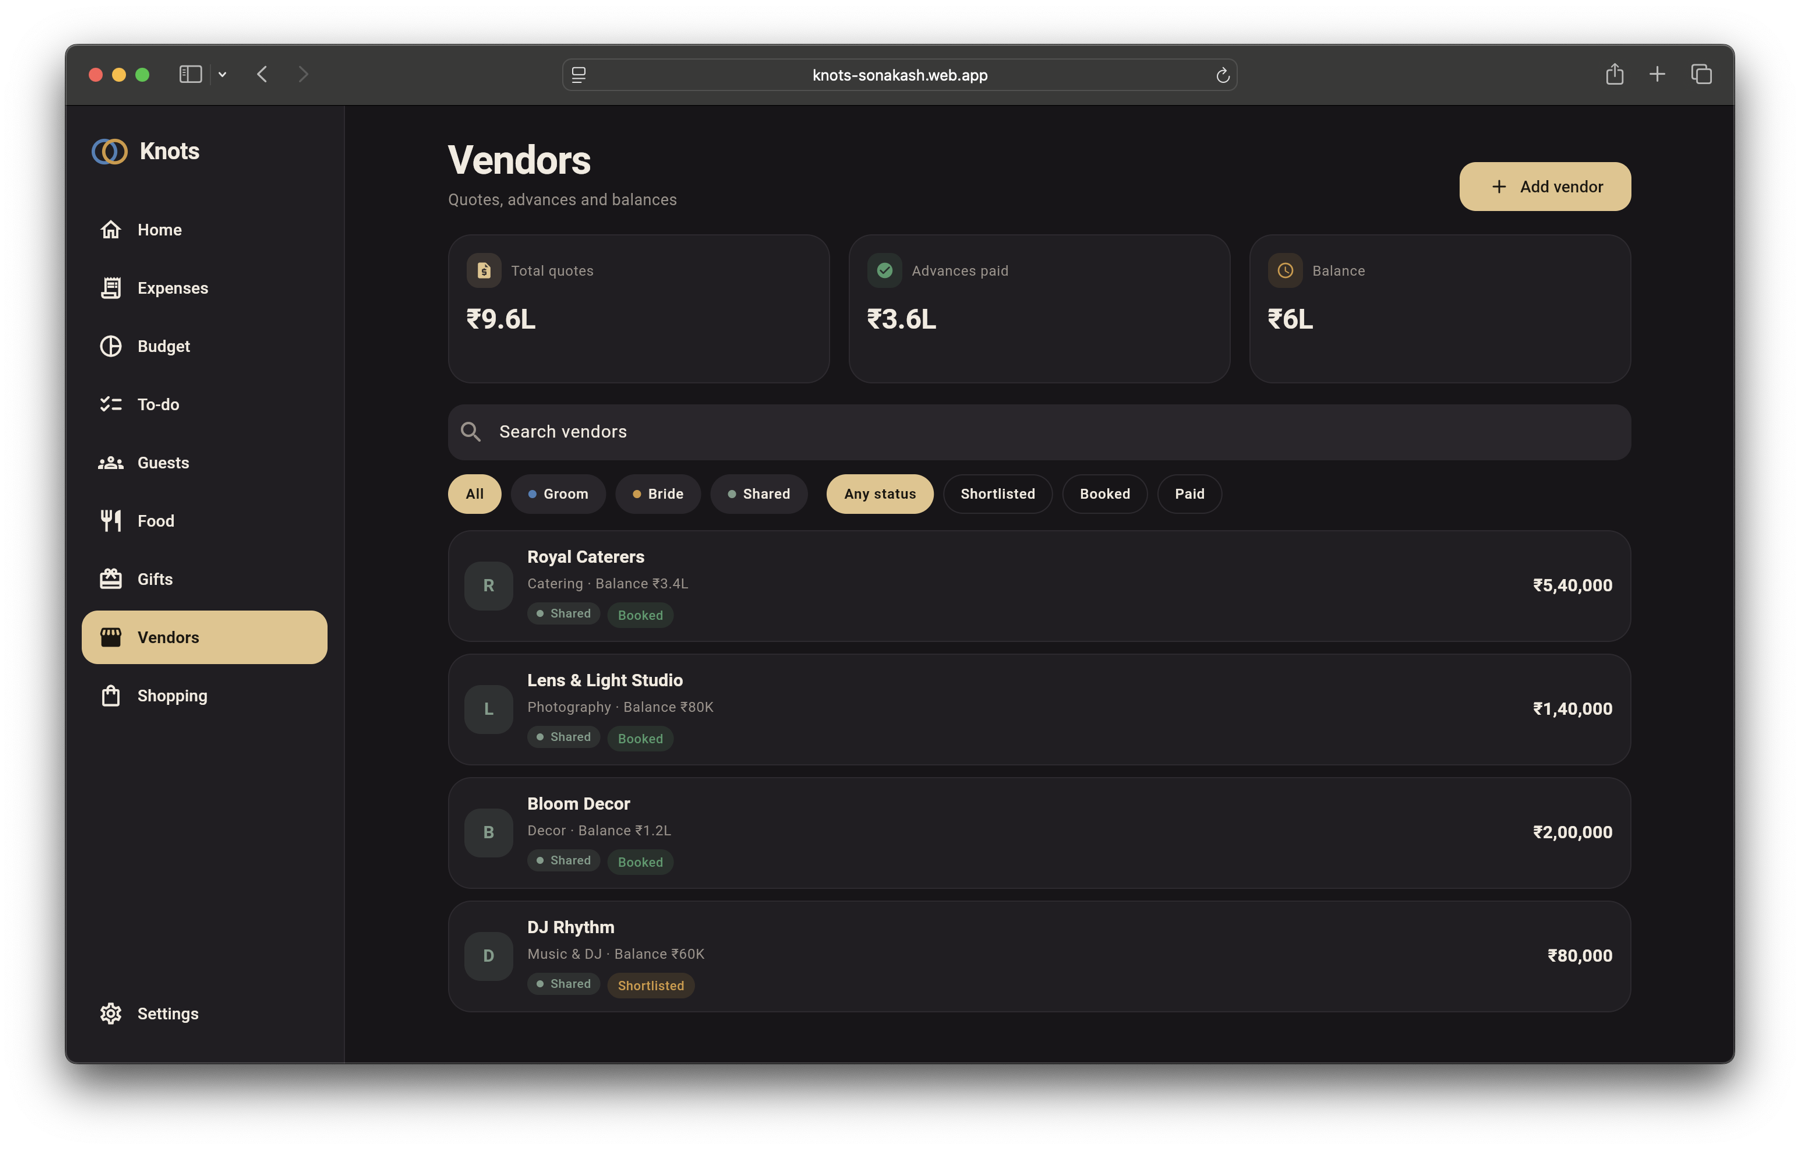 knots-sonakash.web.app
Knots
Home
Expenses
Budget
To-do
Guests
Food
Gifts
Vendors
Shopping
Settings
Vendors
Quotes, advances and balances
Add vendor
Total quotes
₹9.6L
Advances paid
₹3.6L
Balance
₹6L
Search vendors
All Groom Bride Shared Any status Shortlisted Booked Paid
R
Royal Caterers
Catering · Balance ₹3.4L
Shared Booked
₹5,40,000
L
Lens & Light Studio
Photography · Balance ₹80K
Shared Booked
₹1,40,000
B
Bloom Decor
Decor · Balance ₹1.2L
Shared Booked
₹2,00,000
D
DJ Rhythm
Music & DJ · Balance ₹60K
Shared Shortlisted
₹80,000